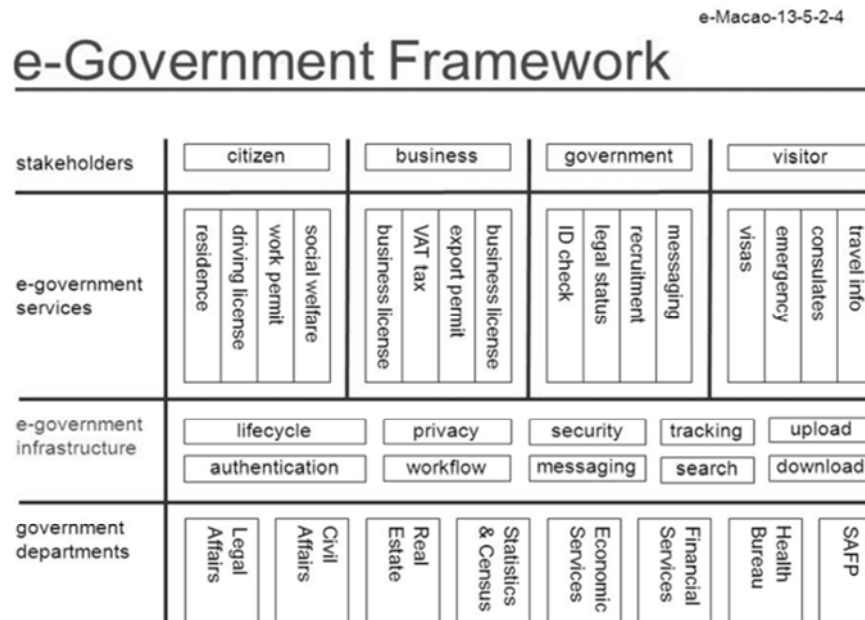 e-Macao-13-5-2-4
e-Government Framework
stakeholders
citizen
business
government
visitor
e-government
services
residence
driving license
work permit
social welfare
business license
VAT tax
export permit
business license
ID check
legal status
recruitment
messaging
visas
emergency
consulates
travel info
e-government
infrastructure
lifecycle
privacy
security
tracking
upload
authentication
workflow
messaging
search
download
government
departments
Legal
Affairs
Civil
Affairs
Real
Estate
Statistics
& Census
Economic
Services
Financial
Services
Health
Bureau
SAFP